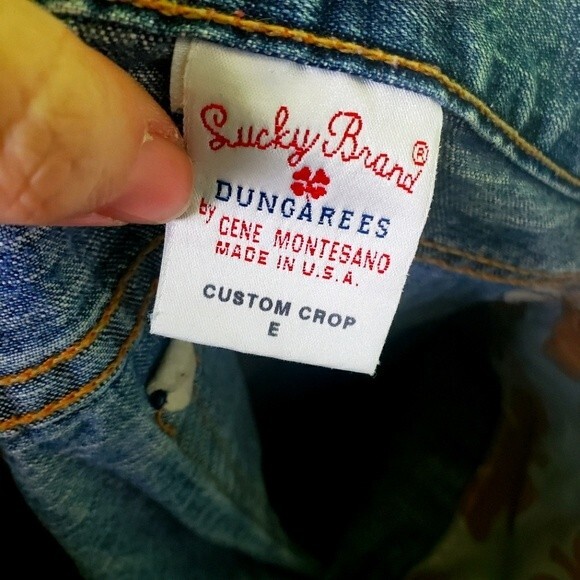 Lucky Brand®
DUNGAREES
by GENE MONTESANO
MADE IN U.S.A.
CUSTOM CROP
E